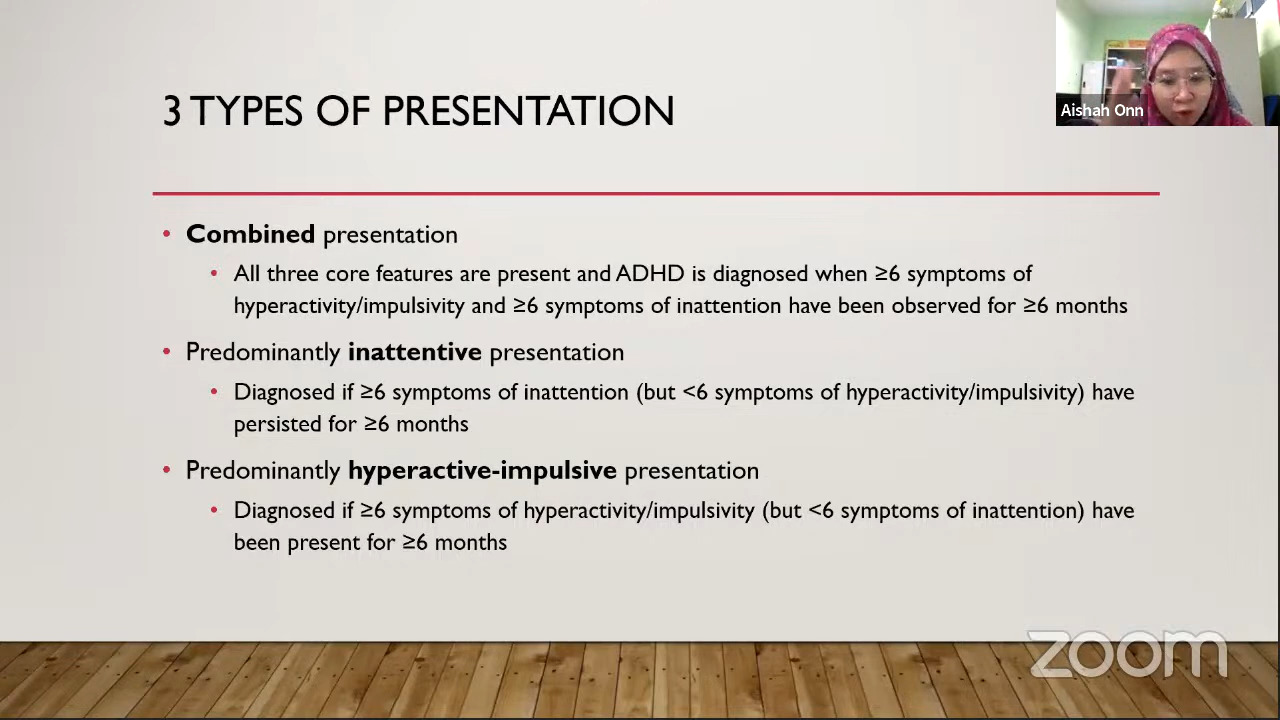 3 TYPES OF PRESENTATION
Aishah Onn
• Combined presentation
• All three core features are present and ADHD is diagnosed when ≥6 symptoms of
hyperactivity/impulsivity and ≥6 symptoms of inattention have been observed for ≥6 months
• Predominantly inattentive presentation
• Diagnosed if ≥6 symptoms of inattention (but <6 symptoms of hyperactivity/impulsivity) have
persisted for ≥6 months
• Predominantly hyperactive-impulsive presentation
• Diagnosed if ≥6 symptoms of hyperactivity/impulsivity (but <6 symptoms of inattention) have
been present for ≥6 months
zoom